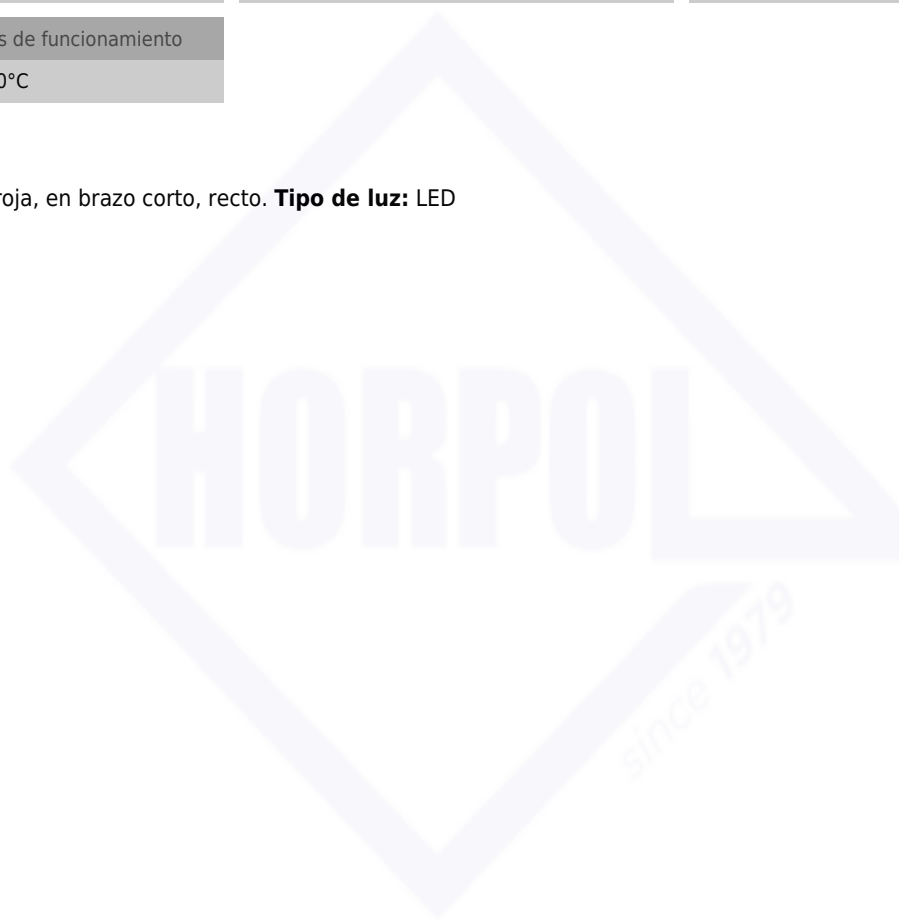 s de funcionamiento
0°C
roja, en brazo corto, recto. Tipo de luz: LED
HORPOL
since 1979